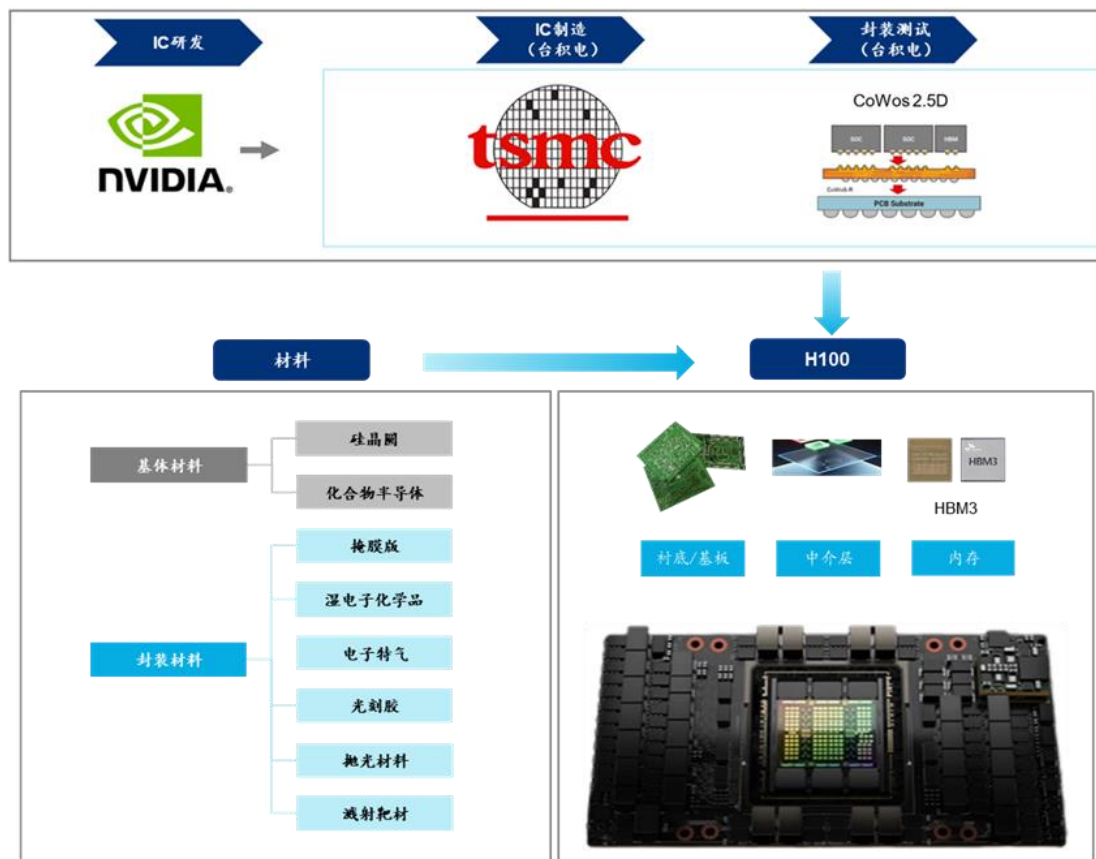 IC研发
IC制造
（台积电）
封装测试
（台积电）
NVIDIA®
tsmc
CoWos 2.5D
SOC
SOC
HBM
CoWoS-R
PCB Substrate
材料
H100
基体材料
硅晶圆
化合物半导体
封装材料
掩膜版
湿电子化学品
电子特气
光刻胶
抛光材料
溅射靶材
HBM3
HBM3
衬底/基板
中介层
内存